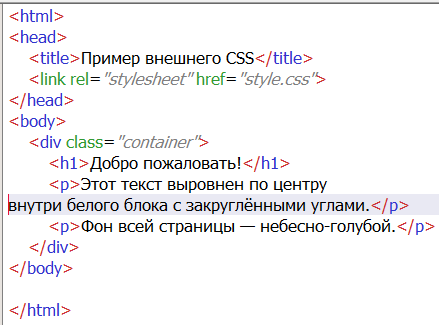 <html>
<head>
<title>Пример внешнего CSS</title>
<link rel="stylesheet" href="style.css">
</head>
<body>
<div class="container">
<h1>Добро пожаловать!</h1>
<p>Этот текст выровнен по центру
внутри белого блока с закруглёнными углами.</p>
<p>Фон всей страницы — небесно-голубой.</p>
</div>
</body>
</html>